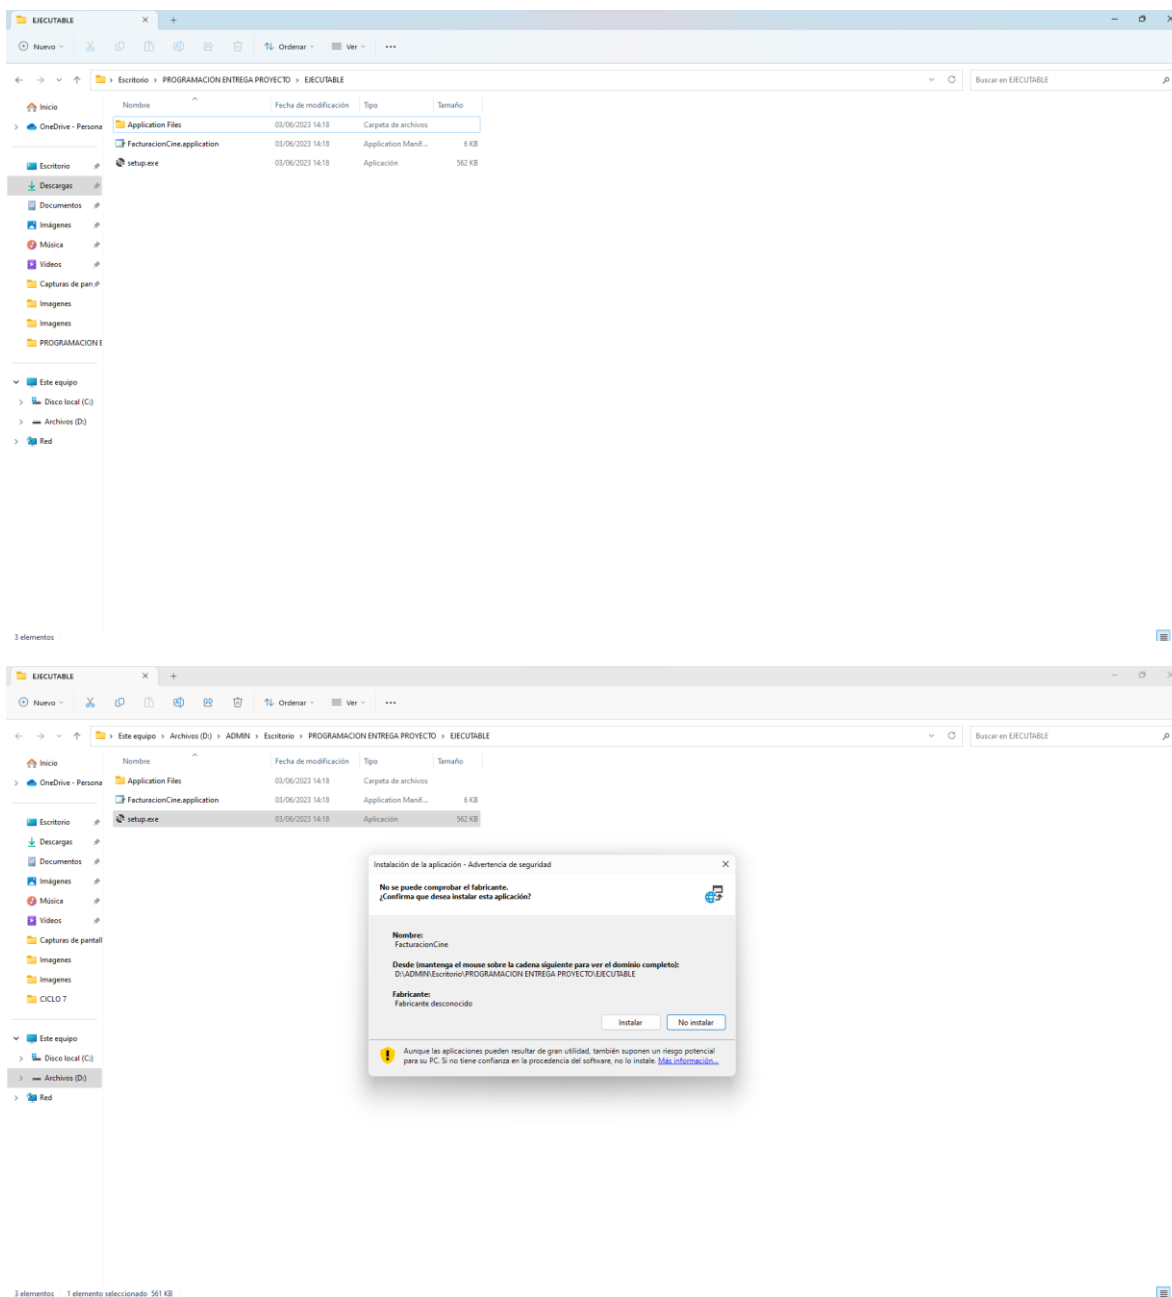 EJECUTABLE
Nuevo Ordenar Ver
Escritorio > PROGRAMACION ENTREGA PROYECTO > EJECUTABLE Buscar en EJECUTABLE
Inicio
OneDrive - Persona
Escritorio
Descargas
Documentos
Imágenes
Música
Vídeos
Capturas de pan
Imagenes
Imagenes
PROGRAMACION E
Este equipo
Disco local (C:)
Archivos (D:)
Red
Nombre Fecha de modificación Tipo Tamaño
Application Files 03/06/2023 14:18 Carpeta de archivos
FacturacionCine.application 03/06/2023 14:18 Application Manif... 6 KB
setup.exe 03/06/2023 14:18 Aplicación 562 KB
3 elementos
EJECUTABLE
Nuevo Ordenar Ver
Este equipo > Archivos (D:) > ADMIN > Escritorio > PROGRAMACION ENTREGA PROYECTO > EJECUTABLE Buscar en EJECUTABLE
Inicio
OneDrive - Persona
Escritorio
Descargas
Documentos
Imágenes
Música
Vídeos
Capturas de pantall
Imagenes
Imagenes
CICLO 7
Este equipo
Disco local (C:)
Archivos (D:)
Red
Nombre Fecha de modificación Tipo Tamaño
Application Files 03/06/2023 14:18 Carpeta de archivos
FacturacionCine.application 03/06/2023 14:18 Application Manif... 6 KB
setup.exe 03/06/2023 14:18 Aplicación 562 KB
Instalación de la aplicación - Advertencia de seguridad
No se puede comprobar el fabricante.
¿Confirma que desea instalar esta aplicación?
Nombre:
FacturacionCine
Desde (mantenga el mouse sobre la cadena siguiente para ver el dominio completo):
D:\ADMIN\Escritorio\PROGRAMACION ENTREGA PROYECTO\EJECUTABLE
Fabricante:
Fabricante desconocido
Instalar No instalar
Aunque las aplicaciones pueden resultar de gran utilidad, también suponen un riesgo potencial
para su PC. Si no tiene confianza en la procedencia del software, no lo instale. Más información...
3 elementos 1 elemento seleccionado 561 KB